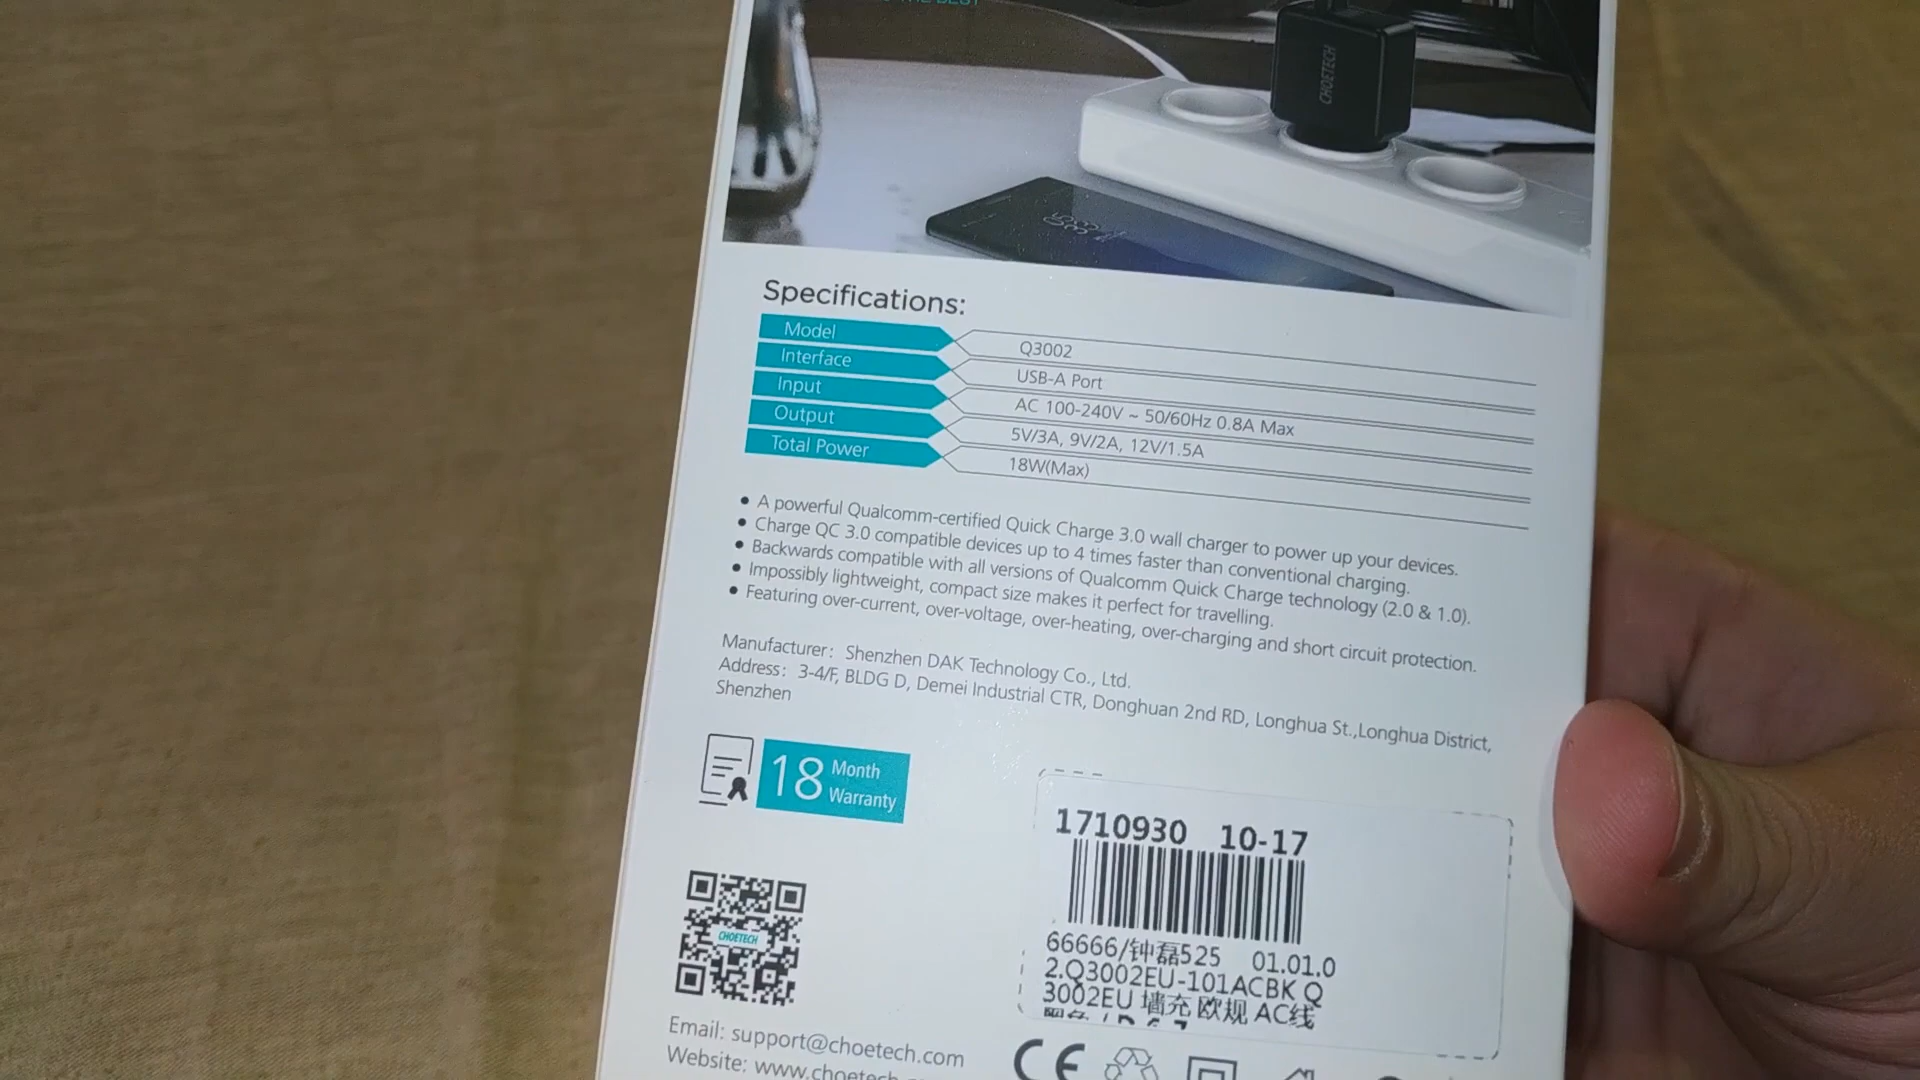 THE BEST
CHOETECH
Specifications:
Model Q3002
Interface USB-A Port
Input AC 100-240V ~ 50/60Hz 0.8A Max
Output 5V/3A, 9V/2A, 12V/1.5A
Total Power 18W(Max)
• A powerful Qualcomm-certified Quick Charge 3.0 wall charger to power up your devices.
• Charge QC 3.0 compatible devices up to 4 times faster than conventional charging.
• Backwards compatible with all versions of Qualcomm Quick Charge technology (2.0 & 1.0).
• Impossibly lightweight, compact size makes it perfect for travelling.
• Featuring over-current, over-voltage, over-heating, over-charging and short circuit protection.
Manufacturer: Shenzhen DAK Technology Co., Ltd.
Address: 3-4/F, BLDG D, Demei Industrial CTR, Donghuan 2nd RD, Longhua St.,Longhua District,
Shenzhen
18 Month
Warranty
1710930 10-17
CHOETECH
66666/钟磊525 01.01.0
2.Q3002EU-101ACBK Q
3002EU 墙充 欧规 AC线
Email: support@choetech.com
Website: www.choetech
CE